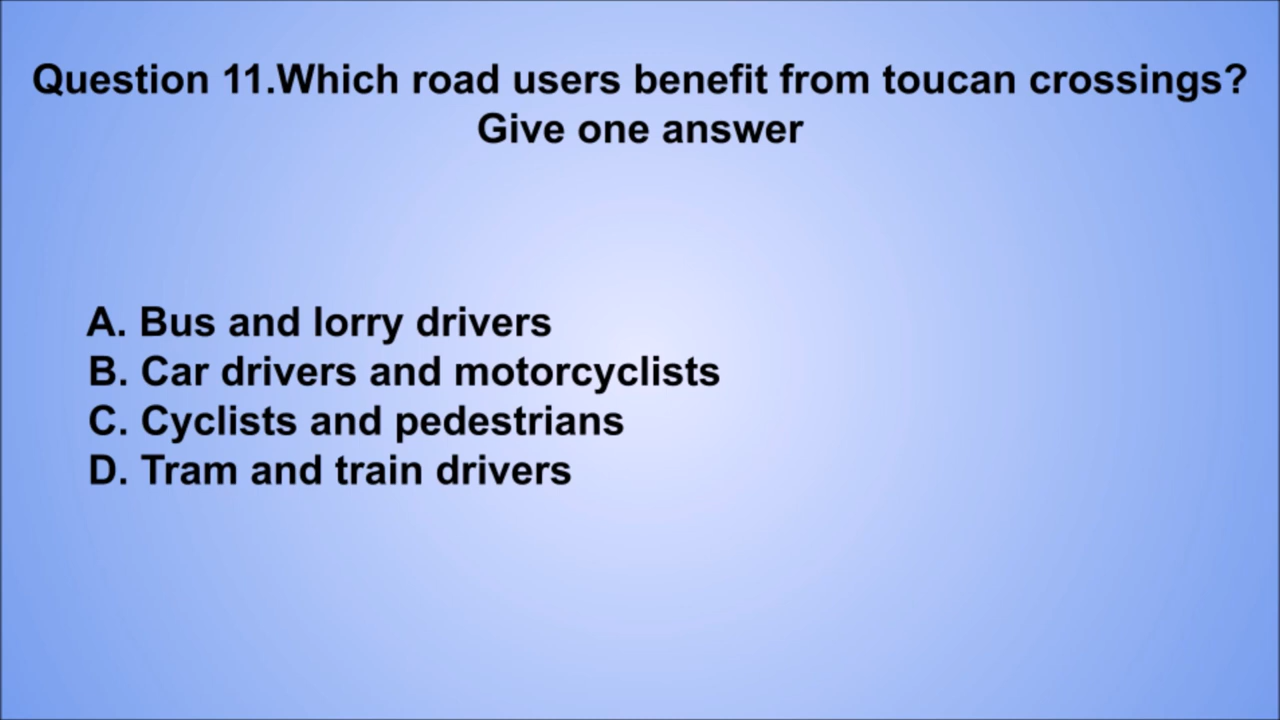 Question 11.Which road users benefit from toucan crossings?
Give one answer
A. Bus and lorry drivers
B. Car drivers and motorcyclists
C. Cyclists and pedestrians
D. Tram and train drivers